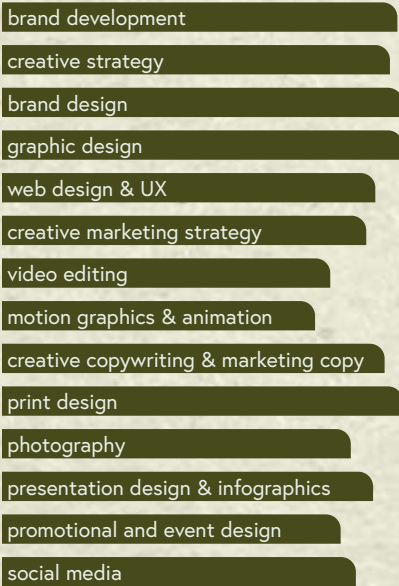 brand development
creative strategy
brand design
graphic design
web design & UX
creative marketing strategy
video editing
motion graphics & animation
creative copywriting & marketing copy
print design
photography
presentation design & infographics
promotional and event design
social media